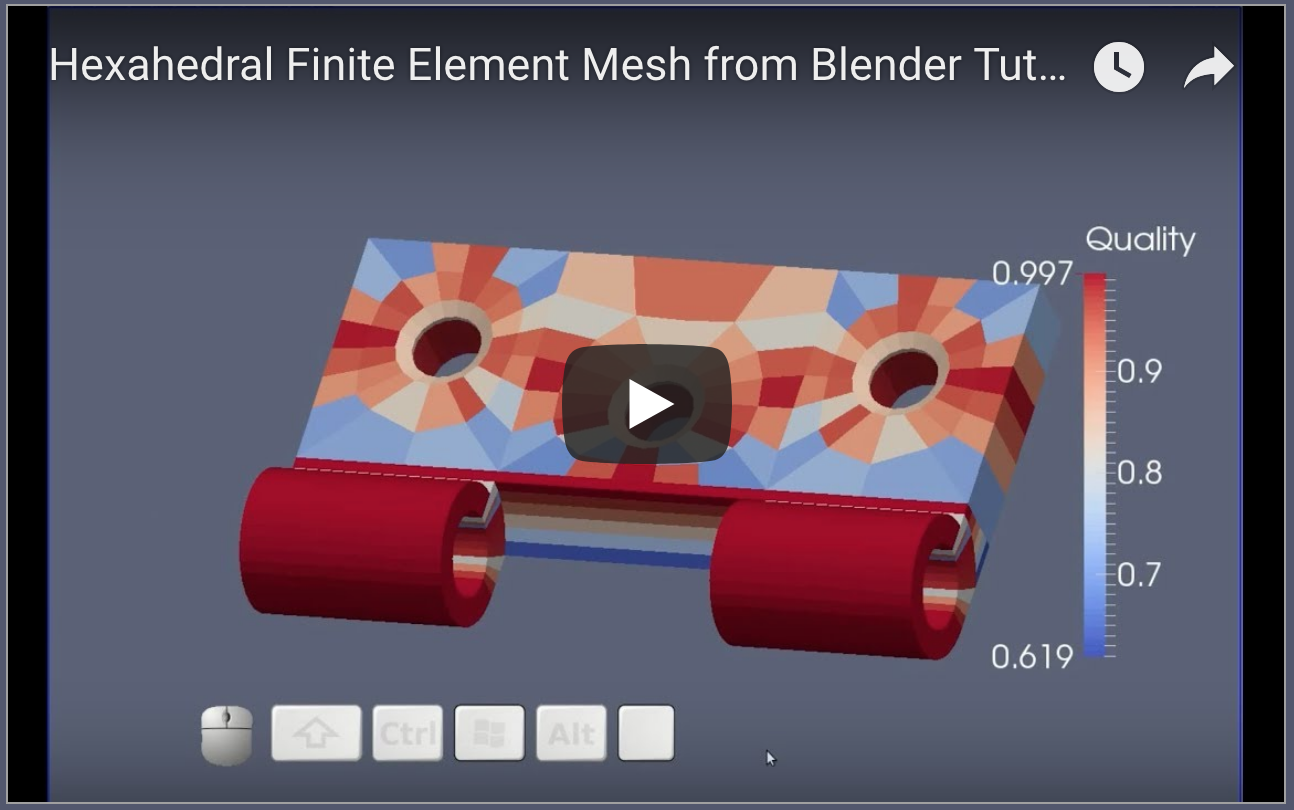 Hexahedral Finite Element Mesh from Blender Tut...
Quality
0.997
0.9
0.8
0.7
0.619
Ctrl
Alt